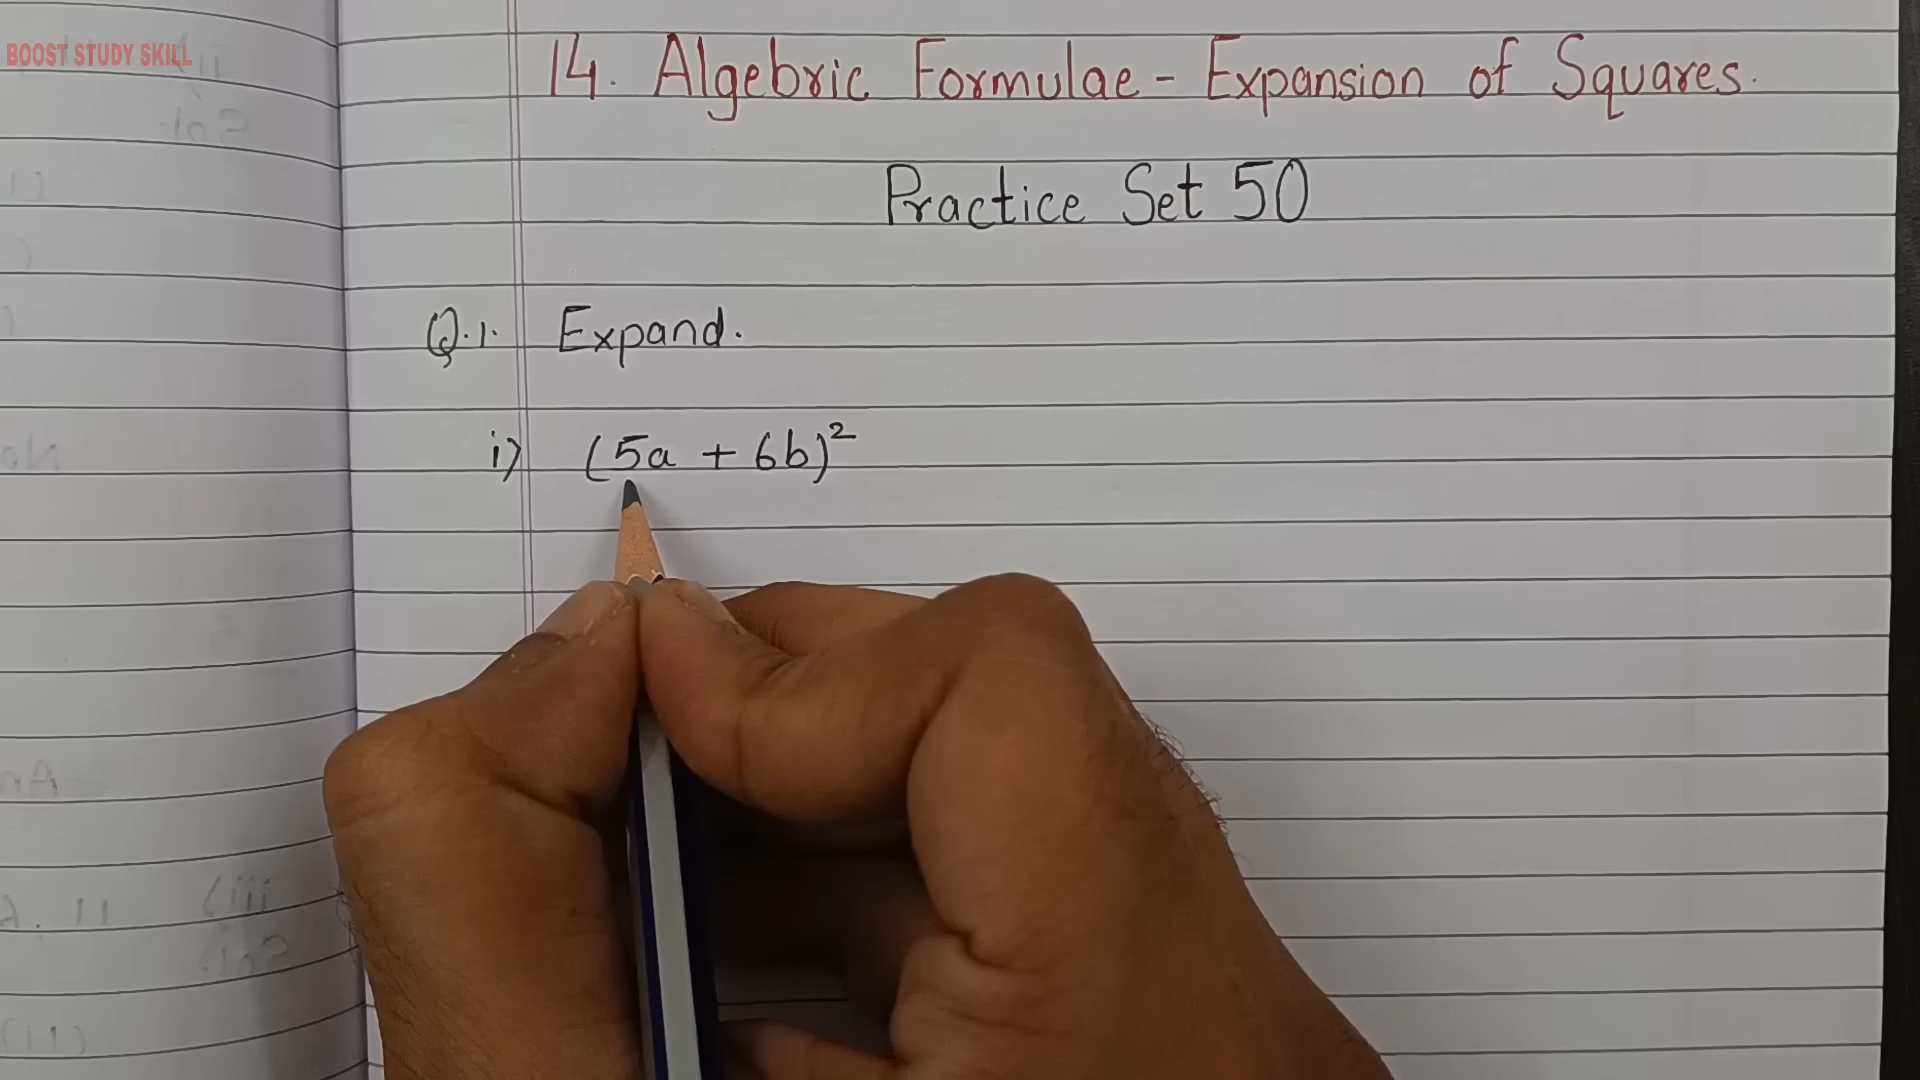 BOOST STUDY SKILL
14. Algebric Formulae - Expansion of Squares.
Practice Set 50
Q.1. Expand.
i) (5a + 6b)²